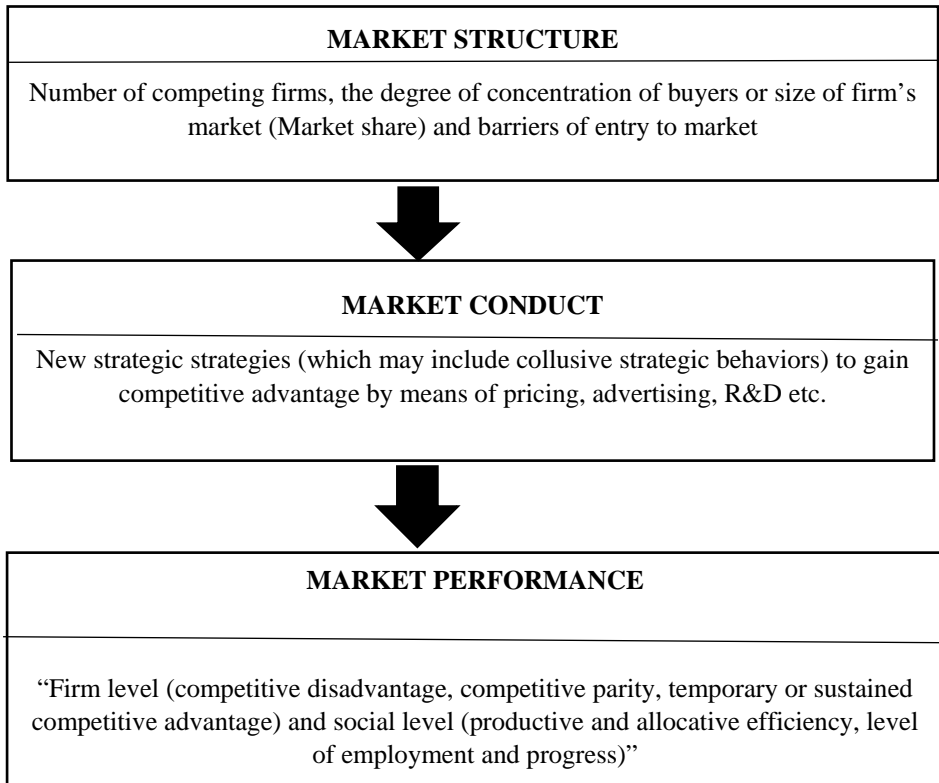 MARKET STRUCTURE
Number of competing firms, the degree of concentration of buyers or size of firm’s
market (Market share) and barriers of entry to market
MARKET CONDUCT
New strategic strategies (which may include collusive strategic behaviors) to gain
competitive advantage by means of pricing, advertising, R&D etc.
MARKET PERFORMANCE
“Firm level (competitive disadvantage, competitive parity, temporary or sustained
competitive advantage) and social level (productive and allocative efficiency, level
of employment and progress)”